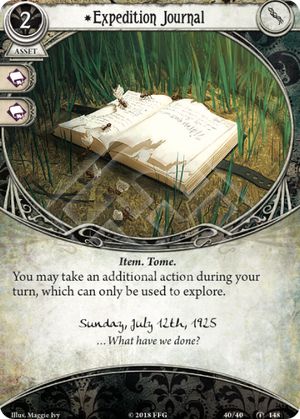 2
*Expedition Journal
ASSET
Item. Tome.
You may take an additional action during your
turn, which can only be used to explore.
Sunday, July 12th, 1925
...What have we done?
Illus. Maggie Ivy
© 2018 FFG
40/40
148